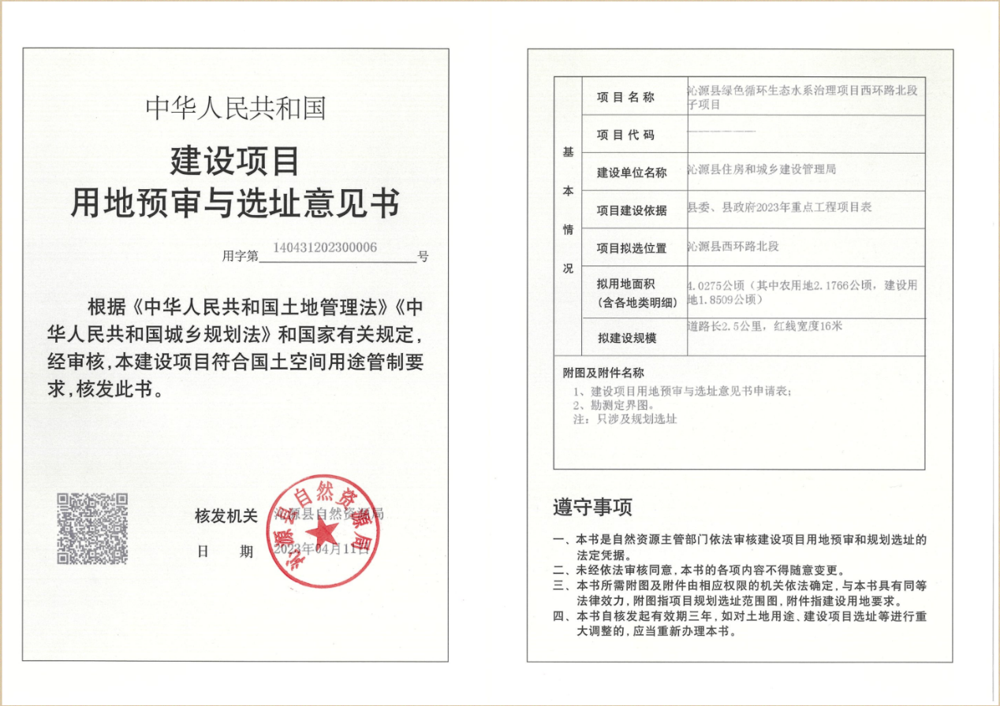 中华人民共和国
建设项目
用地预审与选址意见书
用字第140431202300006号
根据《中华人民共和国土地管理法》《中
华人民共和国城乡规划法》和国家有关规定,
经审核,本建设项目符合国土空间用途管制要
求,核发此书。
核发机关 沁源县自然资源局
日 期 2023年04月11日
沁源县自然资源局
基本情况
项目名称 沁源县绿色循环生态水系治理项目西环路北段
子项目
项目代码 ——————
建设单位名称 沁源县住房和城乡建设管理局
项目建设依据 县委、县政府2023年重点工程项目表
项目拟选位置 沁源县西环路北段
拟用地面积
(含各地类明细)
4.0275公顷（其中农用地2.1766公顷，建设用
地1.8509公顷）
拟建设规模 道路长2.5公里，红线宽度16米
附图及附件名称
1、建设项目用地预审与选址意见书申请表;
2、勘测定界图。
注：只涉及规划选址
遵守事项
一、本书是自然资源主管部门依法审核建设项目用地预审和规划选址的
法定凭据。
二、未经依法审核同意,本书的各项内容不得随意变更。
三、本书所需附图及附件由相应权限的机关依法确定,与本书具有同等
法律效力,附图指项目规划选址范围图,附件指建设用地要求。
四、本书自核发起有效期三年,如对土地用途、建设项目选址等进行重
大调整的,应当重新办理本书。